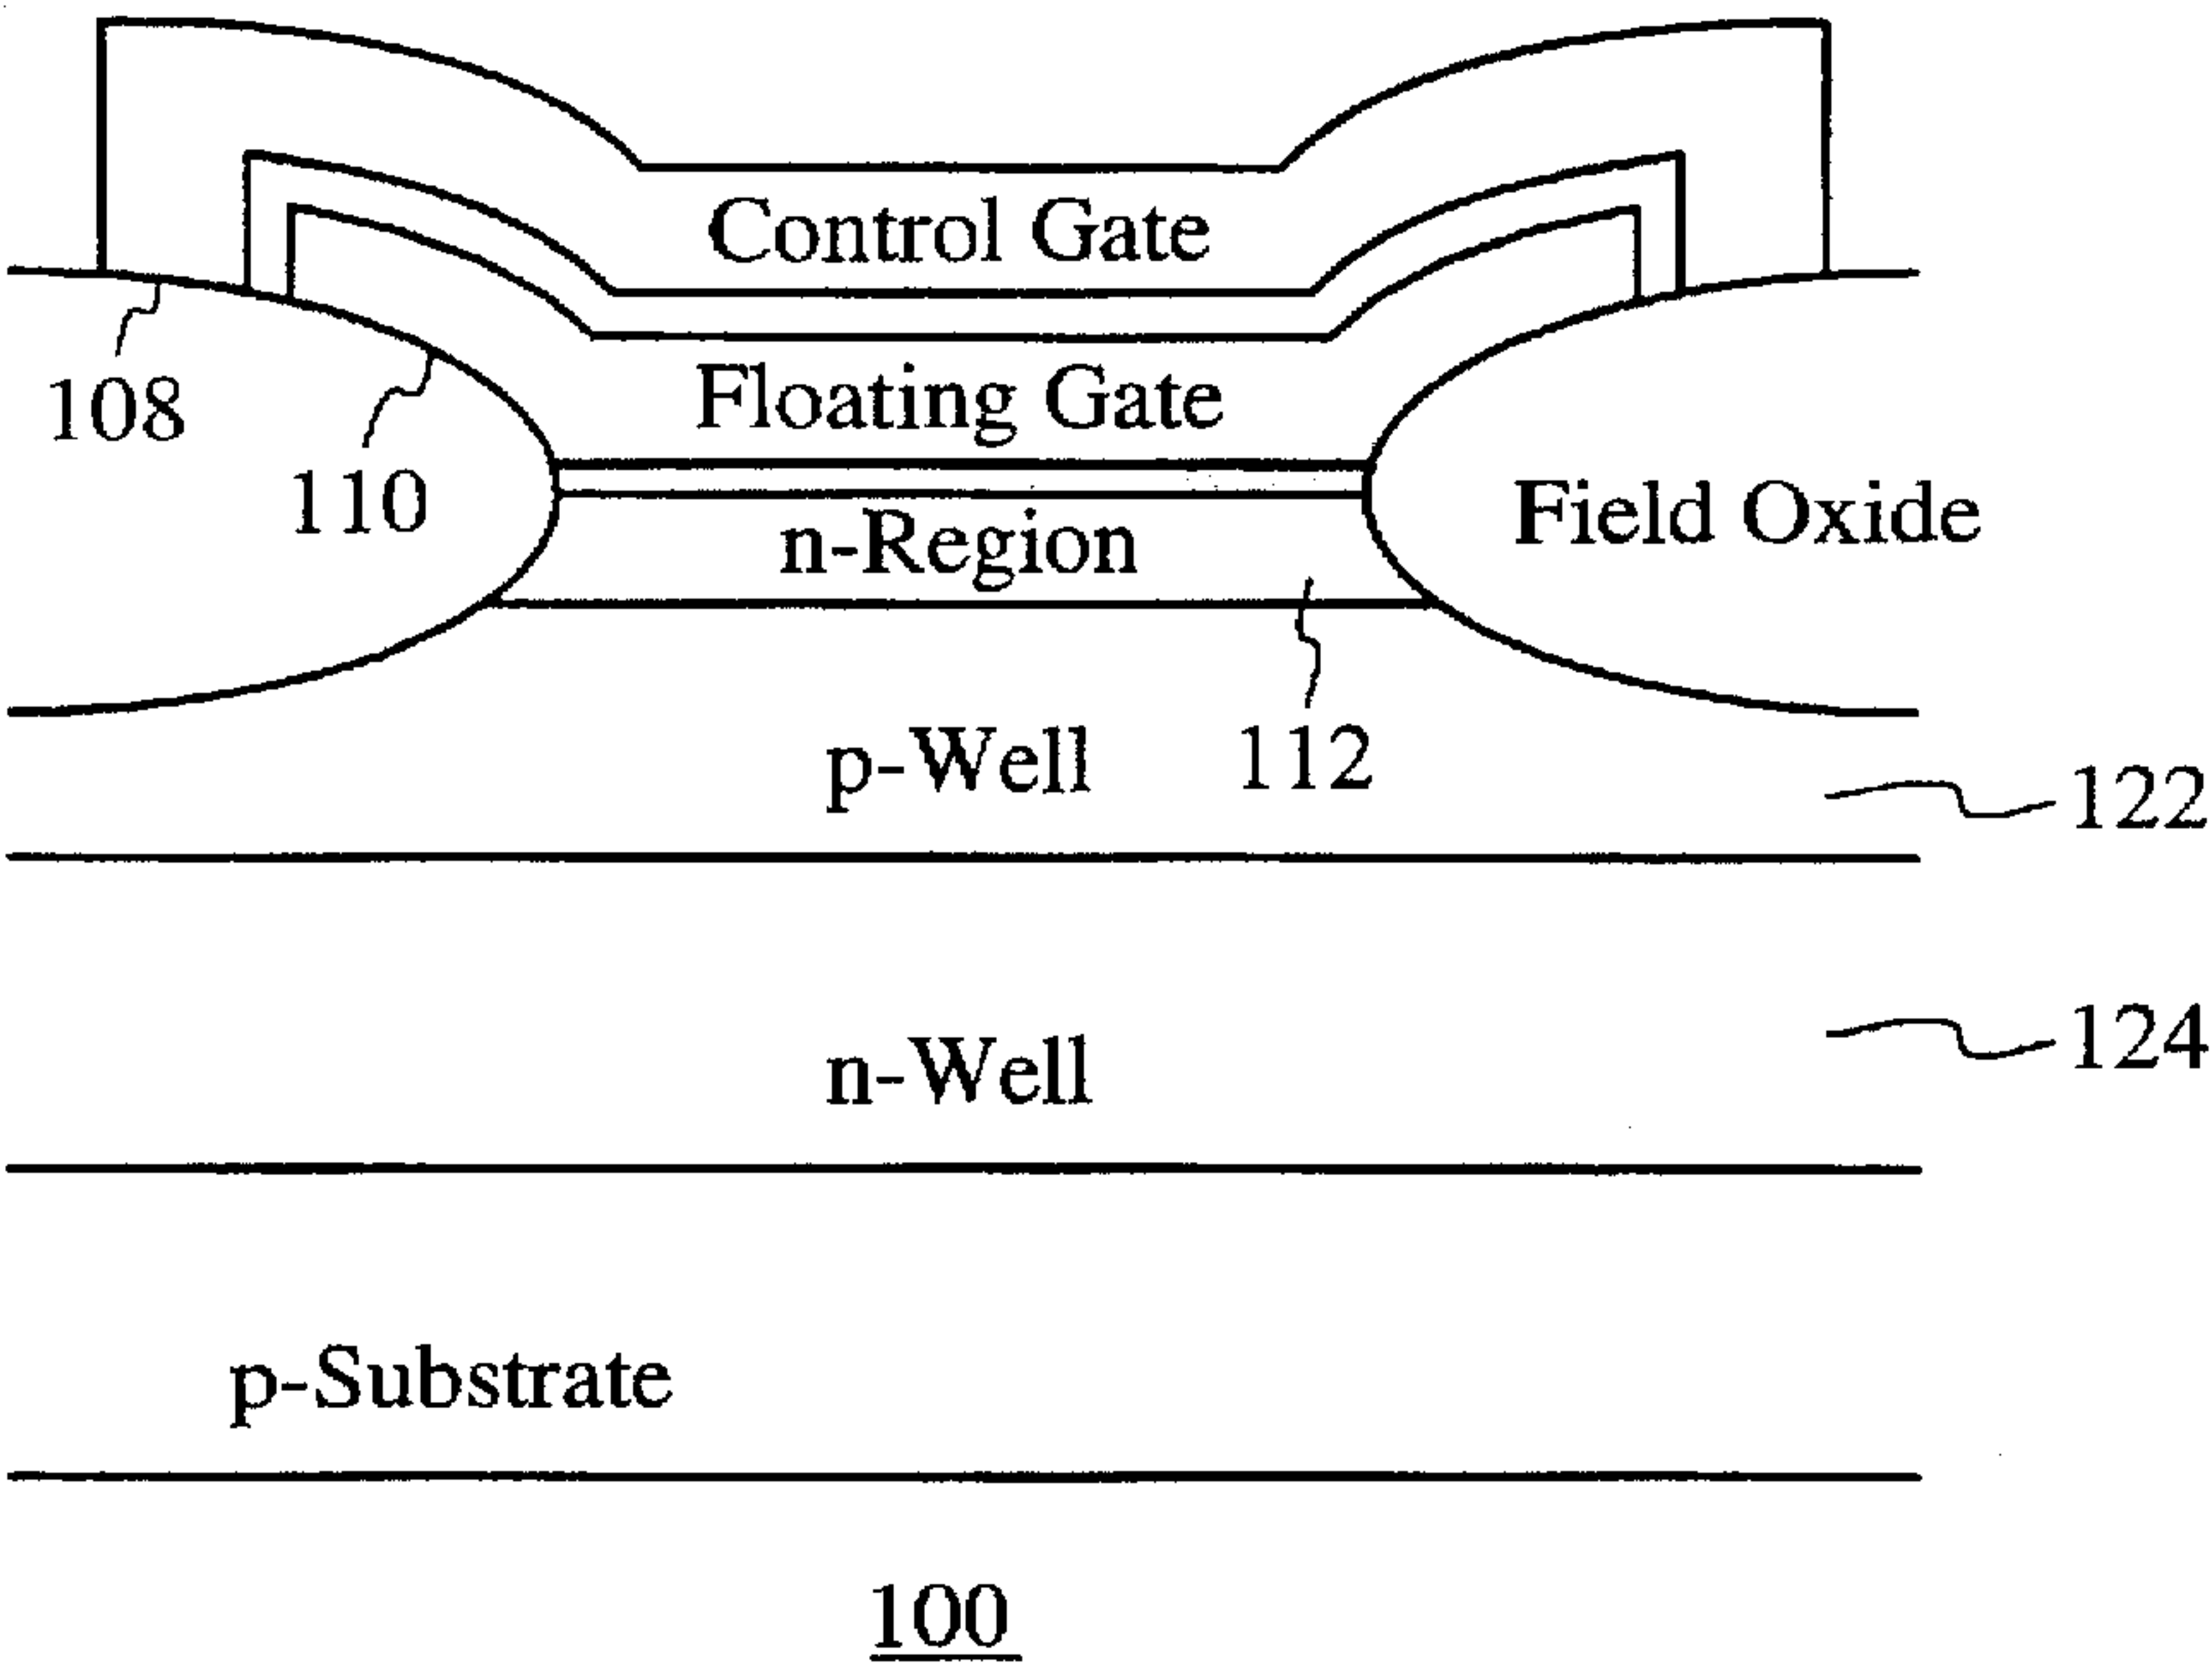 Control Gate
Floating Gate
108
110
n-Region
Field Oxide
p-Well
112
122
n-Well
124
p-Substrate
100